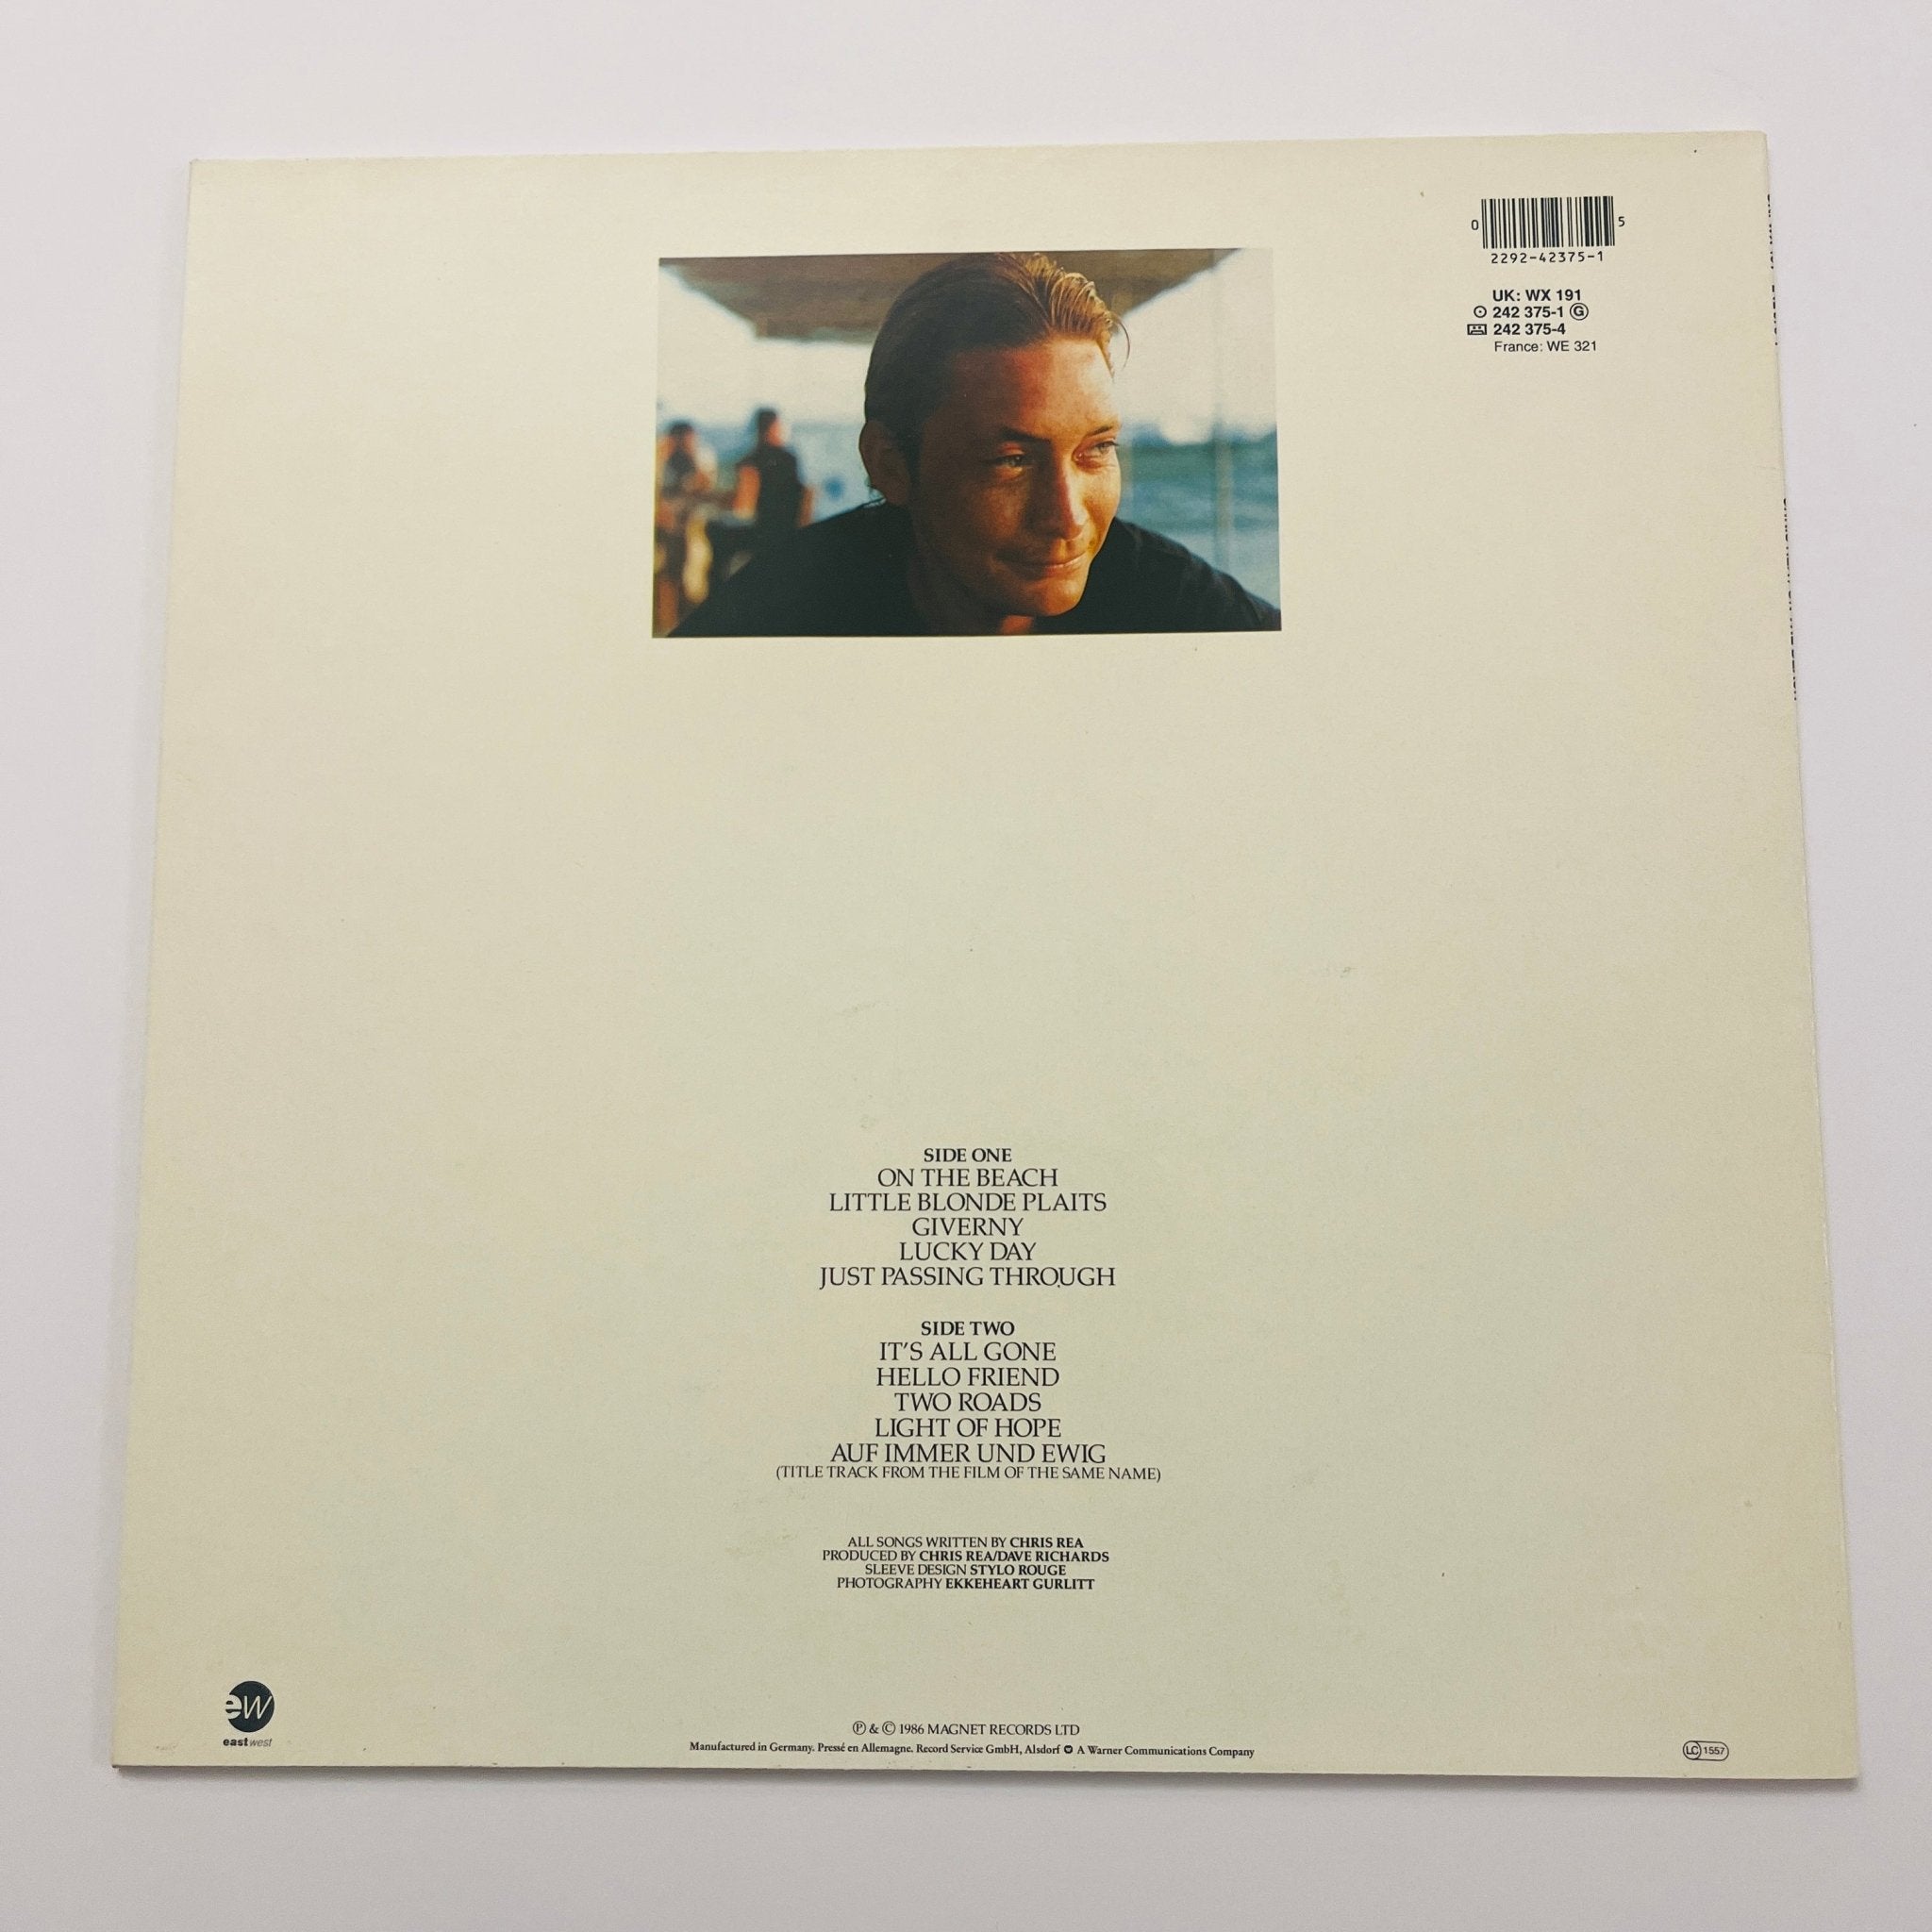 0 5
2292-42375-1
UK: WX 191
242 375-1 G
242 375-4
France: WE 321
SIDE ONE
ON THE BEACH
LITTLE BLONDE PLAITS
GIVERNY
LUCKY DAY
JUST PASSING THROUGH
SIDE TWO
IT'S ALL GONE
HELLO FRIEND
TWO ROADS
LIGHT OF HOPE
AUF IMMER UND EWIG
(TITLE TRACK FROM THE FILM OF THE SAME NAME)
ALL SONGS WRITTEN BY CHRIS REA
PRODUCED BY CHRIS REA/DAVE RICHARDS
SLEEVE DESIGN STYLO ROUGE
PHOTOGRAPHY EKKEHEART GURLITT
ew
eastwest
Ⓟ & © 1986 MAGNET RECORDS LTD
Manufactured in Germany. Pressé en Allemagne. Record Service GmbH, Alsdorf A Warner Communications Company
LC 1557